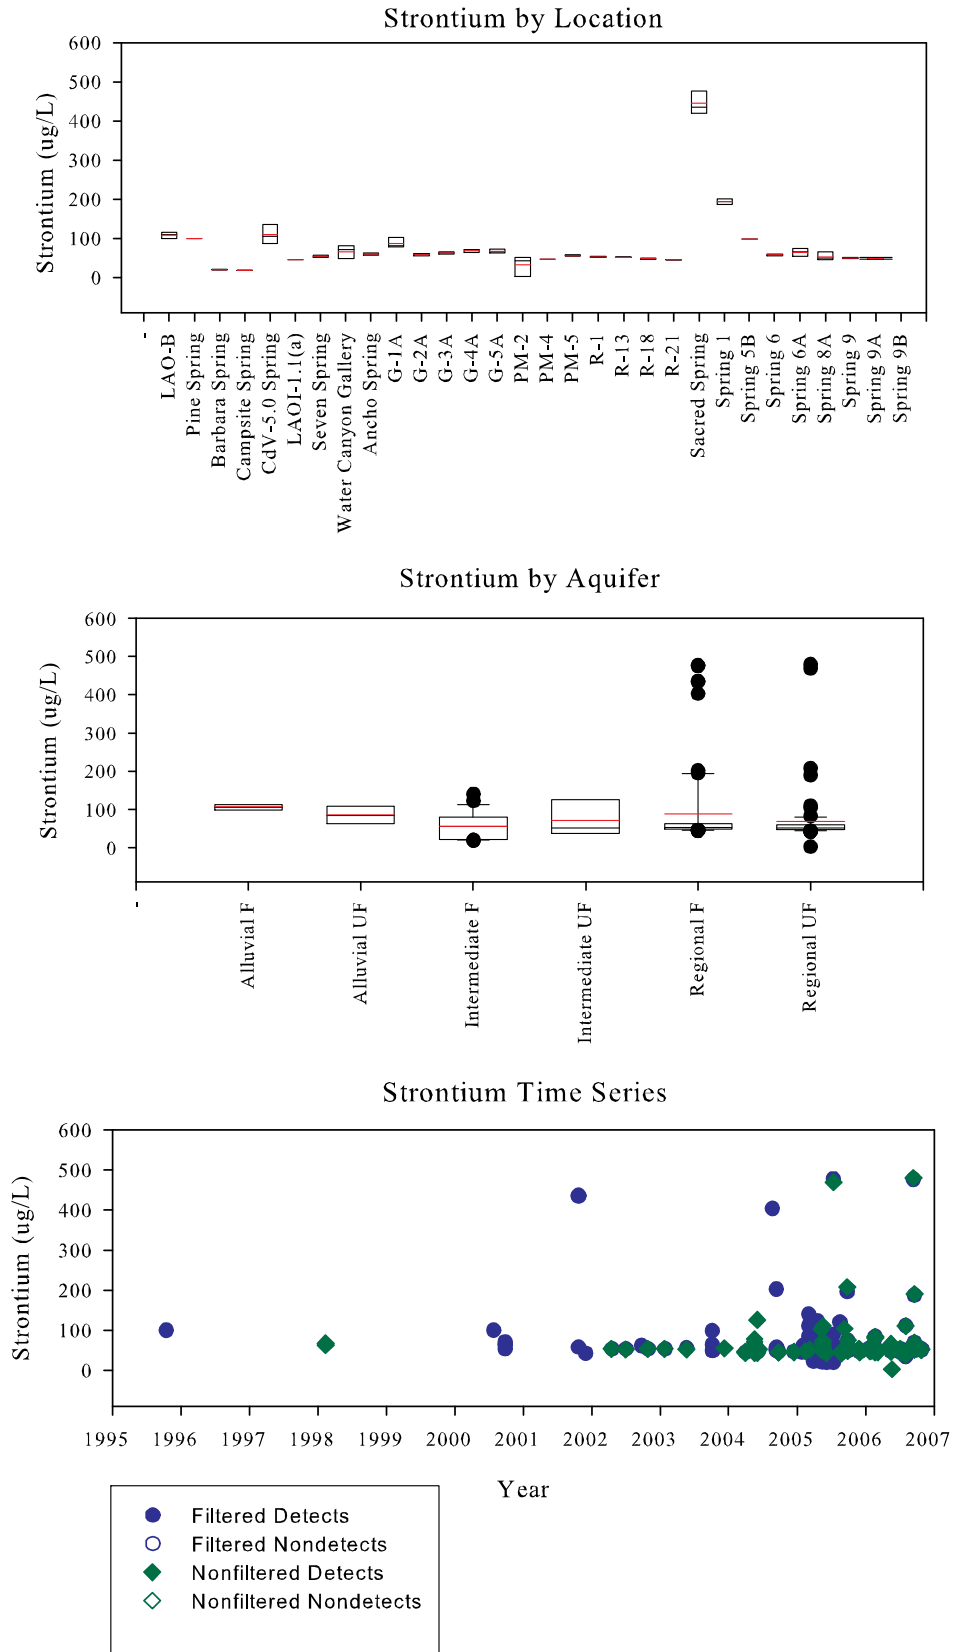 Strontium by Location
Strontium (ug/L)
600
500
400
300
200
100
0
-
LAO-B
Pine Spring
Barbara Spring
Campsite Spring
CdV-5.0 Spring
LAOI-1.1(a)
Seven Spring
Water Canyon Gallery
Ancho Spring
G-1A
G-2A
G-3A
G-4A
G-5A
PM-2
PM-4
PM-5
R-1
R-13
R-18
R-21
Sacred Spring
Spring 1
Spring 5B
Spring 6
Spring 6A
Spring 8A
Spring 9
Spring 9A
Spring 9B
Strontium by Aquifer
Strontium (ug/L)
600
500
400
300
200
100
0
-
Alluvial F
Alluvial UF
Intermediate F
Intermediate UF
Regional F
Regional UF
Strontium Time Series
Strontium (ug/L)
600
500
400
300
200
100
0
1995 1996 1997 1998 1999 2000 2001 2002 2003 2004 2005 2006 2007
Year
Filtered Detects
Filtered Nondetects
Nonfiltered Detects
Nonfiltered Nondetects